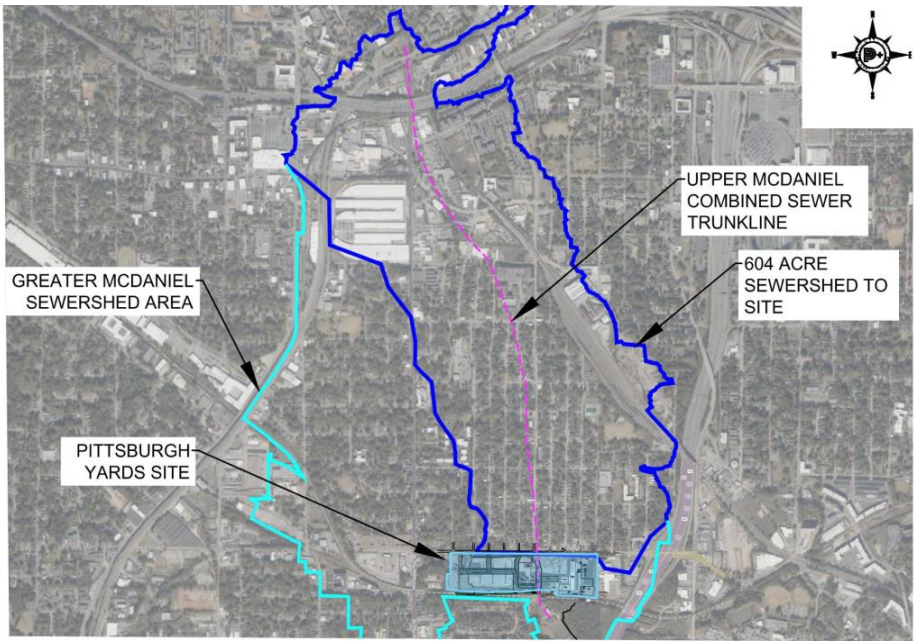 UPPER MCDANIEL
COMBINED SEWER
TRUNKLINE
604 ACRE
SEWERSHED TO
SITE
GREATER MCDANIEL
SEWERSHED AREA
PITTSBURGH
YARDS SITE